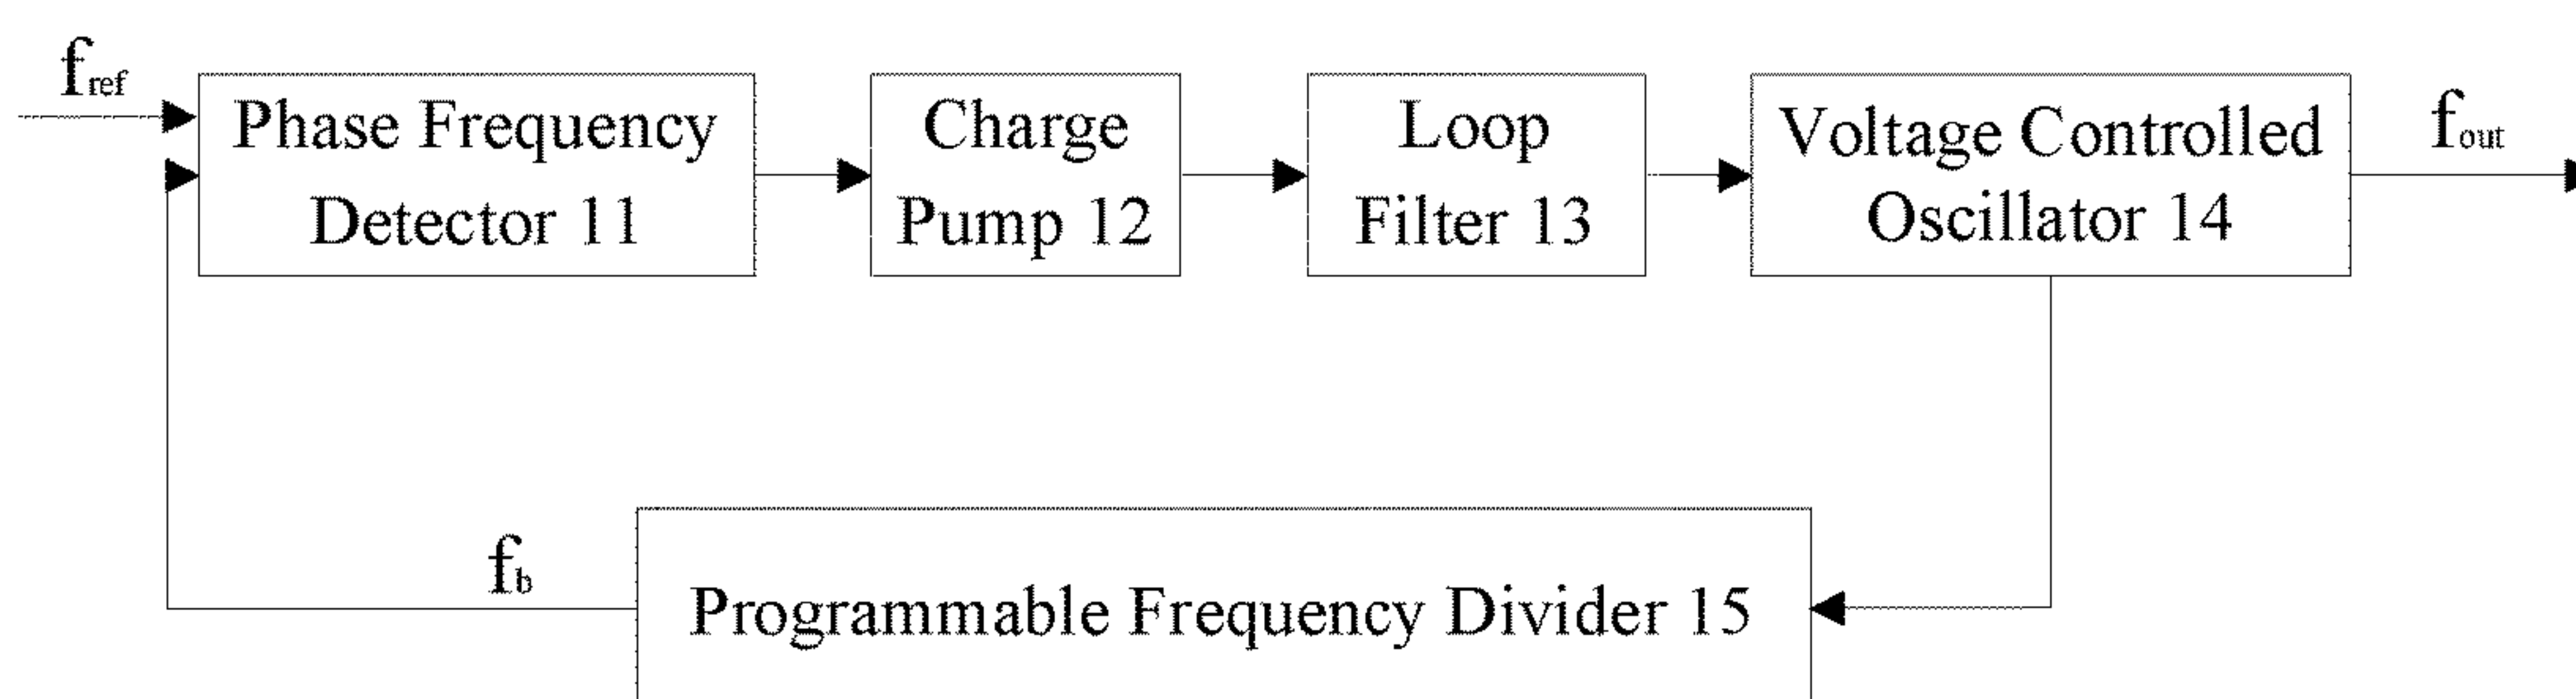 fref
Phase Frequency
Detector 11
Charge
Pump 12
Loop
Filter 13
Voltage Controlled
Oscillator 14
fout
fb
Programmable Frequency Divider 15